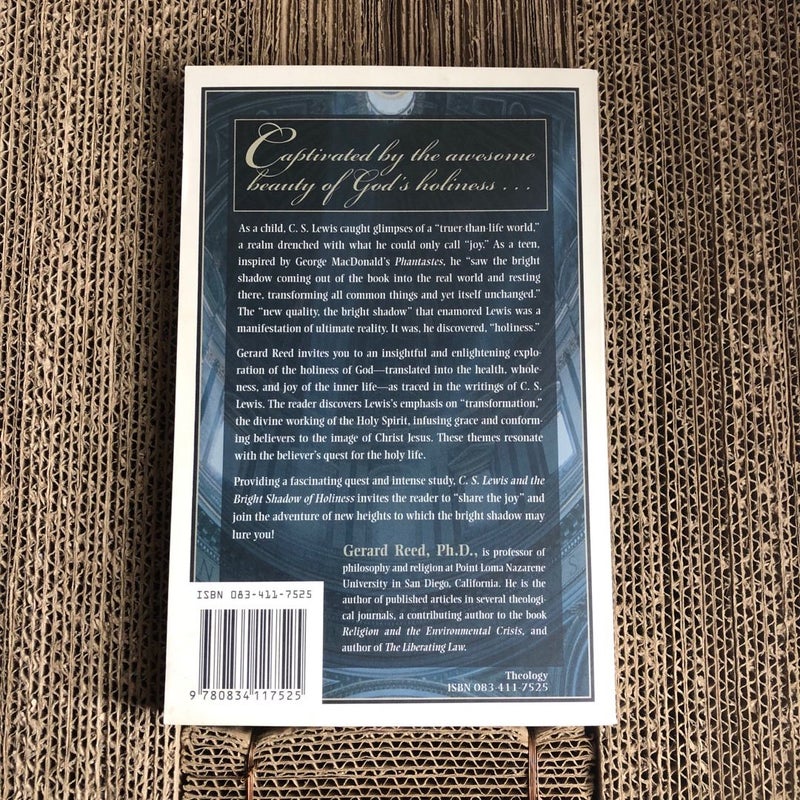 Captivated by the awesome
beauty of God's holiness . . .
As a child, C. S. Lewis caught glimpses of a "truer-than-life world,"
a realm drenched with what he could only call "joy." As a teen,
inspired by George MacDonald's Phantastes, he "saw the bright
shadow coming out of the book into the real world and resting
there, transforming all common things and yet itself unchanged."
The "new quality, the bright shadow" that enamored Lewis was a
manifestation of ultimate reality. It was, he discovered, "holiness."
Gerard Reed invites you to an insightful and enlightening explo-
ration of the holiness of God—translated into the health, whole-
ness, and joy of the inner life—as traced in the writings of C. S.
Lewis. The reader discovers Lewis's emphasis on "transformation,"
the divine working of the Holy Spirit, infusing grace and conform-
ing believers to the image of Christ Jesus. These themes resonate
with the believer's quest for the holy life.
Providing a fascinating quest and intense study, C. S. Lewis and the
Bright Shadow of Holiness invites the reader to "share the joy" and
join the adventure of new heights to which the bright shadow may
lure you!
Gerard Reed, Ph.D., is professor of
philosophy and religion at Point Loma Nazarene
University in San Diego, California. He is the
author of published articles in several theologi-
cal journals, a contributing author to the book
Religion and the Environmental Crisis, and
author of The Liberating Law.
ISBN 083-411-7525
9 780834 117525
Theology
ISBN 083-411-7525